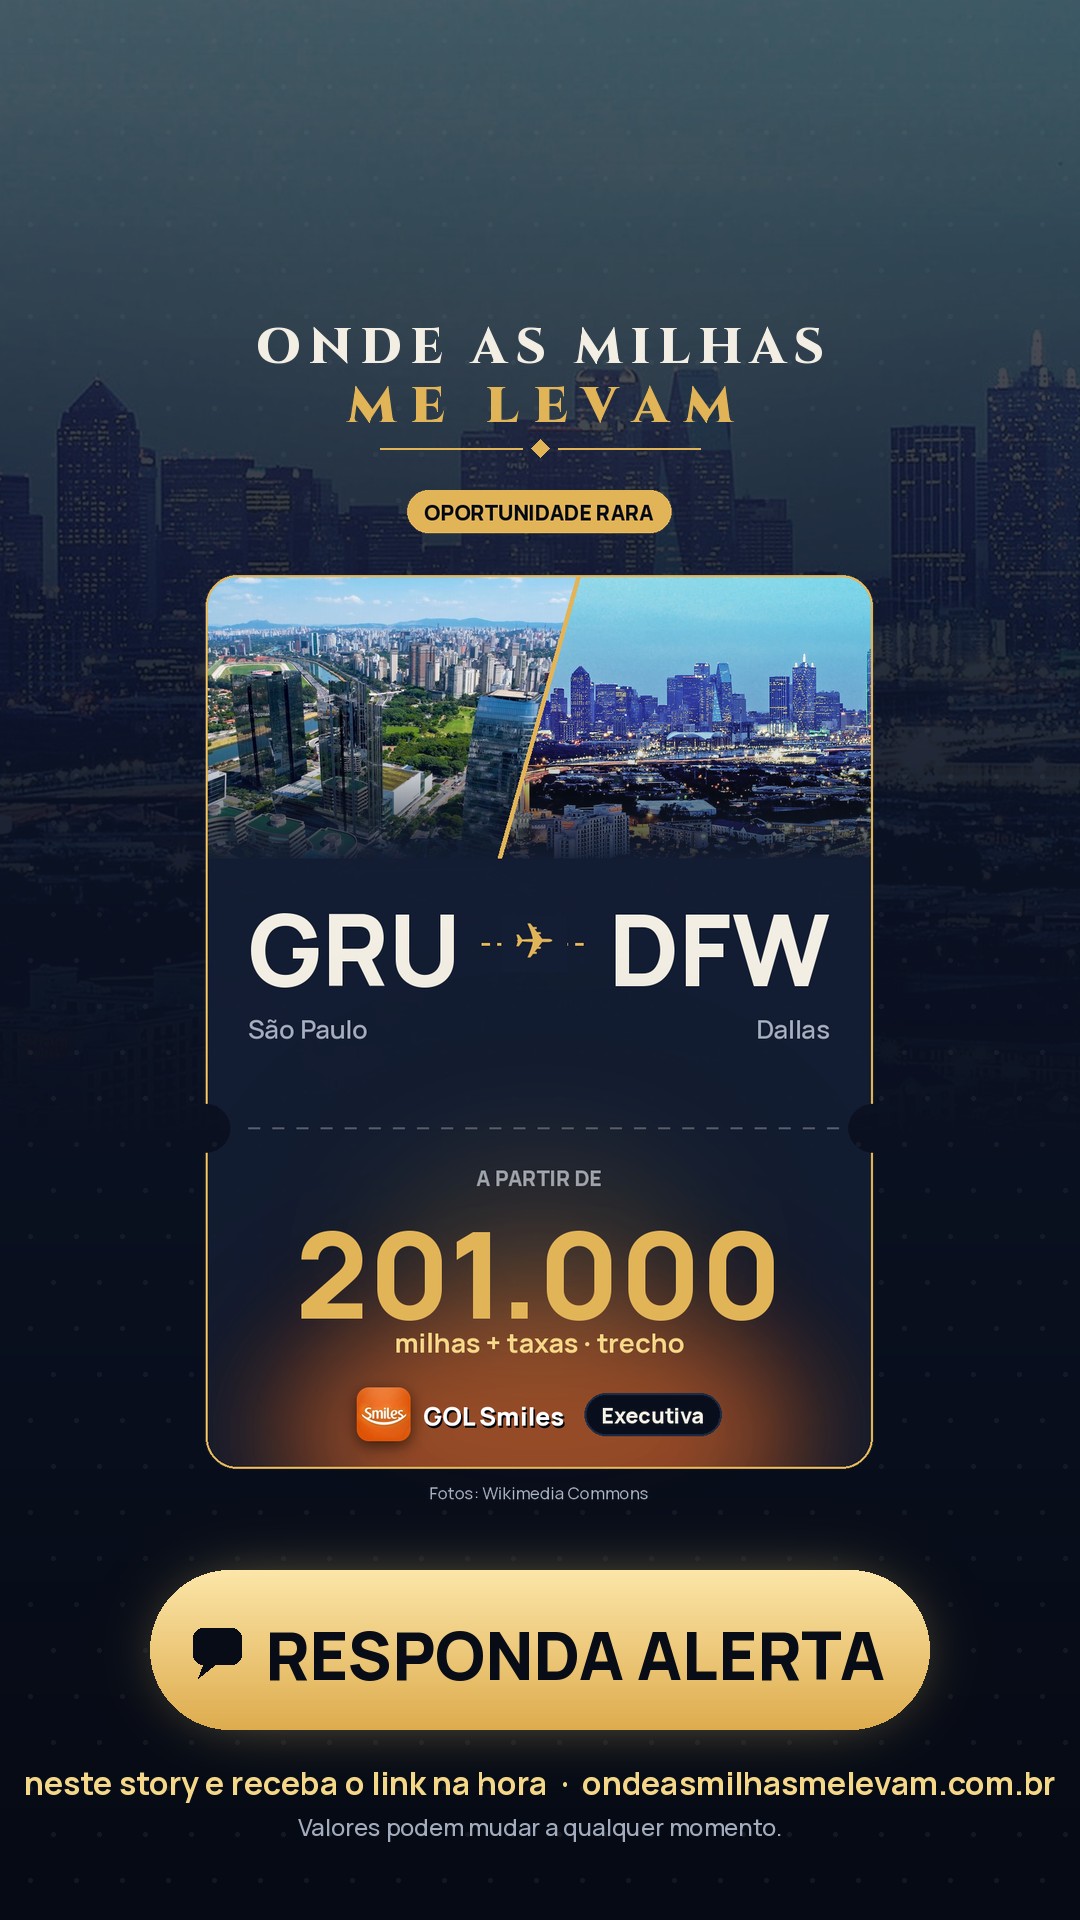 ONDE AS MILHAS
ME LEVAM
OPORTUNIDADE RARA
GRU DFW
São Paulo Dallas
A PARTIR DE
201.000
milhas + taxas · trecho
Smiles GOL Smiles Executiva
Fotos: Wikimedia Commons
RESPONDA ALERTA
neste story e receba o link na hora · ondeasmilhasmelevam.com.br
Valores podem mudar a qualquer momento.